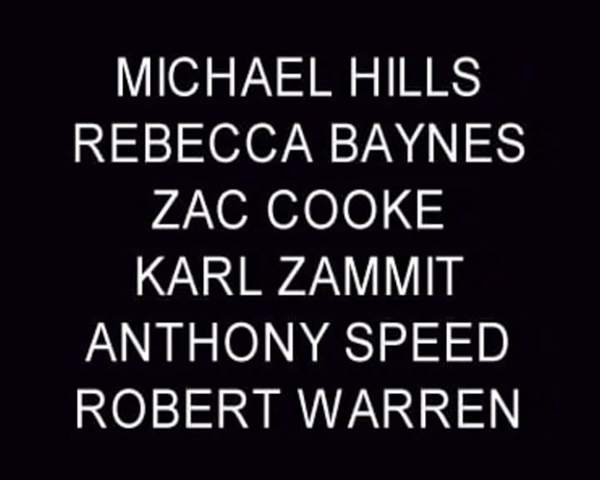 MICHAEL HILLS
REBECCA BAYNES
ZAC COOKE
KARL ZAMMIT
ANTHONY SPEED
ROBERT WARREN